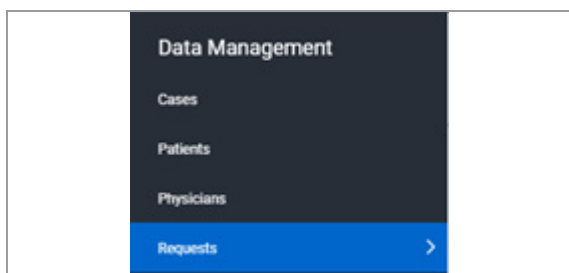 Data Management
Cases
Patients
Physicians
Requests